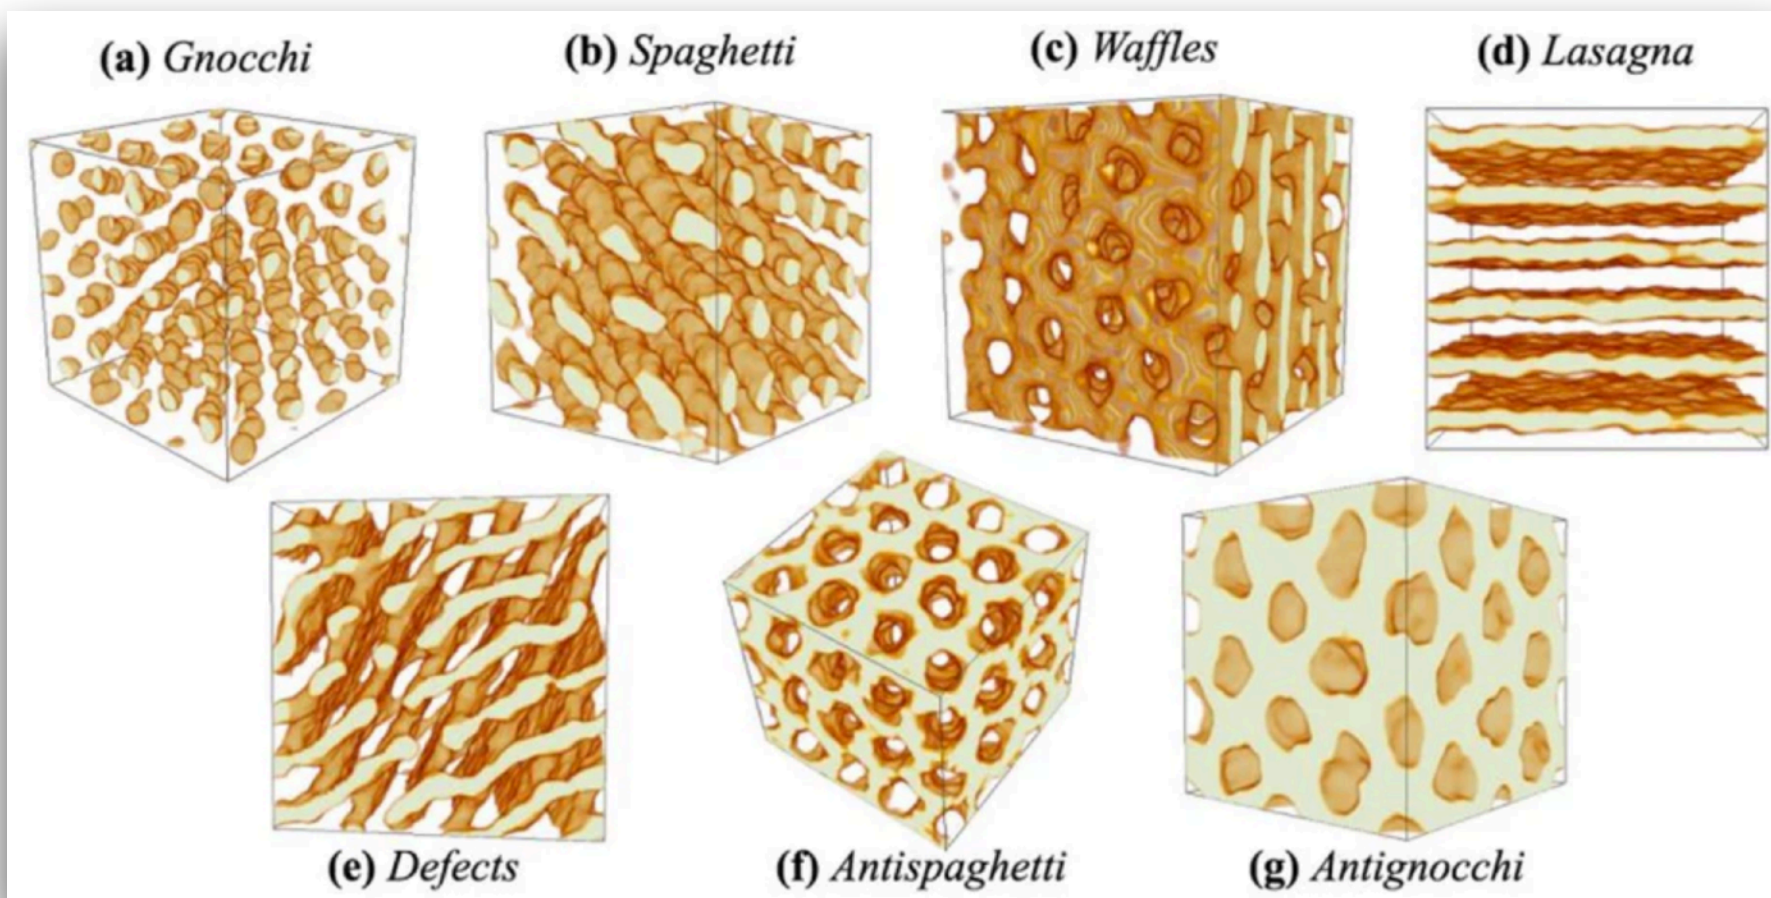 (a) Gnocchi
(b) Spaghetti
(c) Waffles
(d) Lasagna
(e) Defects
(f) Antispaghetti
(g) Antignocchi